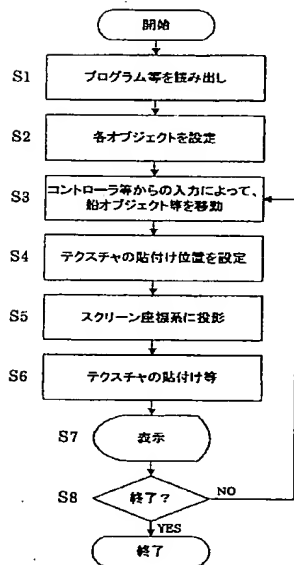 開始
S1 プログラム等を読み出し
S2 各オブジェクトを設定
S3 コントローラ等からの入力によって、
船オブジェクト等を移動
S4 テクスチャの貼付け位置を設定
S5 スクリーン座標系に投影
S6 テクスチャの貼付け等
S7 表示
S8 終了？ NO
YES
終了